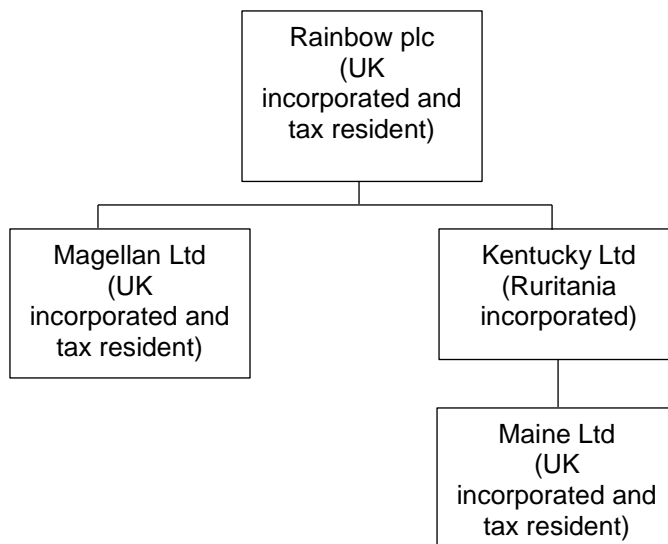 Rainbow plc
(UK
incorporated and
tax resident)
Magellan Ltd
(UK
incorporated and
tax resident)
Kentucky Ltd
(Ruritania
incorporated)
Maine Ltd
(UK
incorporated and
tax resident)